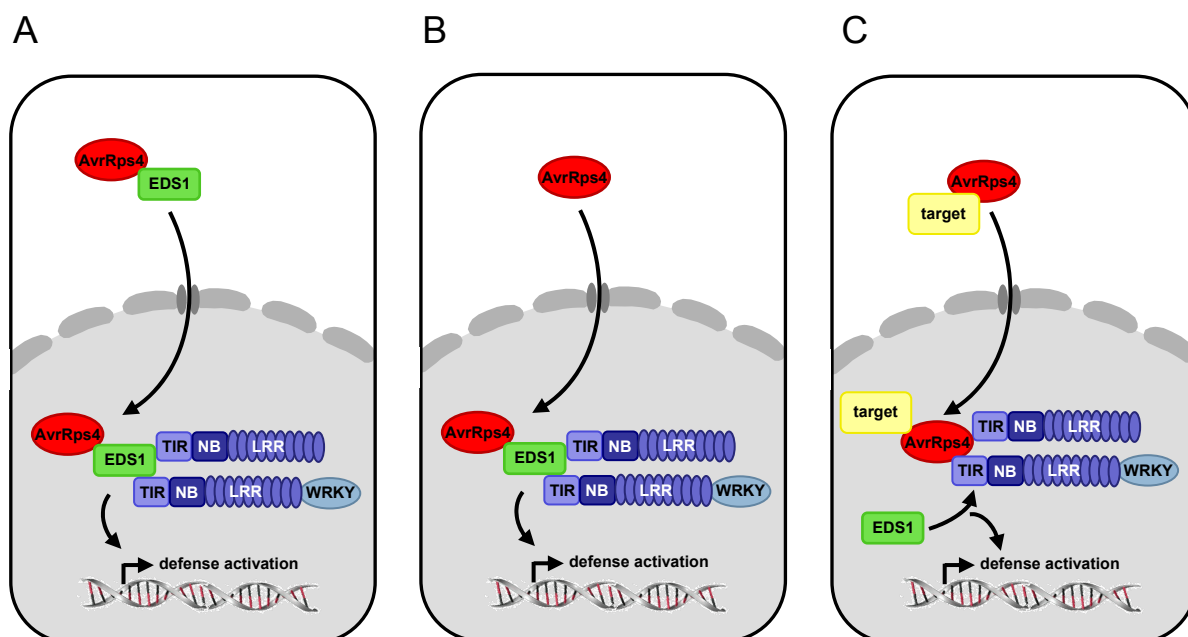 A
B
C
AvrRps4
EDS1
AvrRps4
EDS1
TIR NB LRR
TIR NB LRR WRKY
defense activation
AvrRps4
AvrRps4
EDS1
TIR NB LRR
TIR NB LRR WRKY
defense activation
AvrRps4
target
target
AvrRps4
TIR NB LRR
TIR NB LRR WRKY
EDS1
defense activation